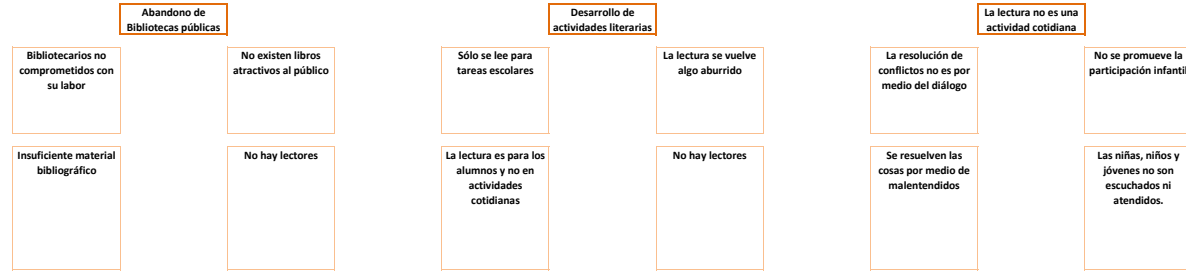 Abandono de
Bibliotecas públicas
Desarrollo de
actividades literarias
La lectura no es una
actividad cotidiana
Bibliotecarios no
comprometidos con
su labor
No existen libros
atractivos al público
Sólo se lee para
tareas escolares
La lectura se vuelve
algo aburrido
La resolución de
conflictos no es por
medio del diálogo
No se promueve la
participación infantil
Insuficiente material
bibliográfico
No hay lectores
La lectura es para los
alumnos y no en
actividades
cotidianas
No hay lectores
Se resuelven las
cosas por medio de
malentendidos
Las niñas, niños y
jóvenes no son
escuchados ni
atendidos.